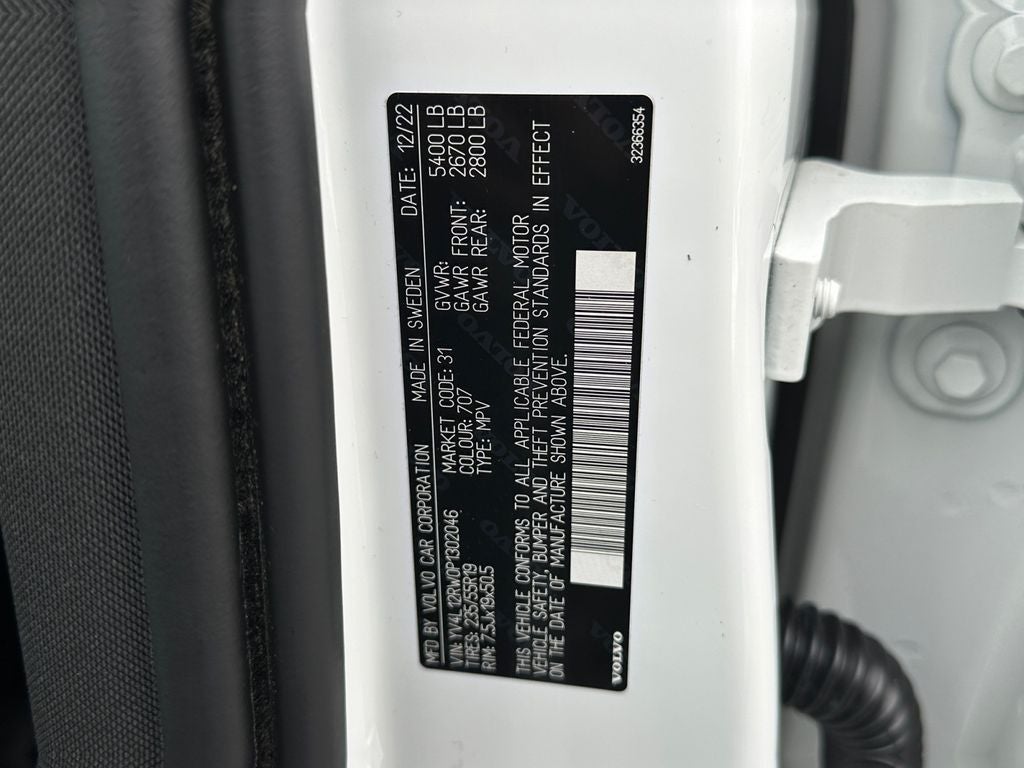 MFD BY VOLVO CAR CORPORATION MADE IN SWEDEN DATE: 12/22
VIN: YV4L12RW0P1302046 MARKET CODE: 31 GVWR: 5400 LB
TIRES: 235/55R19 COLOUR: 707 GAWR FRONT: 2670 LB
RIM: 7.5Jx19x50.5 TYPE: MPV GAWR REAR: 2800 LB
THIS VEHICLE CONFORMS TO ALL APPLICABLE FEDERAL MOTOR
VEHICLE SAFETY, BUMPER AND THEFT PREVENTION STANDARDS IN EFFECT
ON THE DATE OF MANUFACTURE SHOWN ABOVE.
VOLVO 32366354